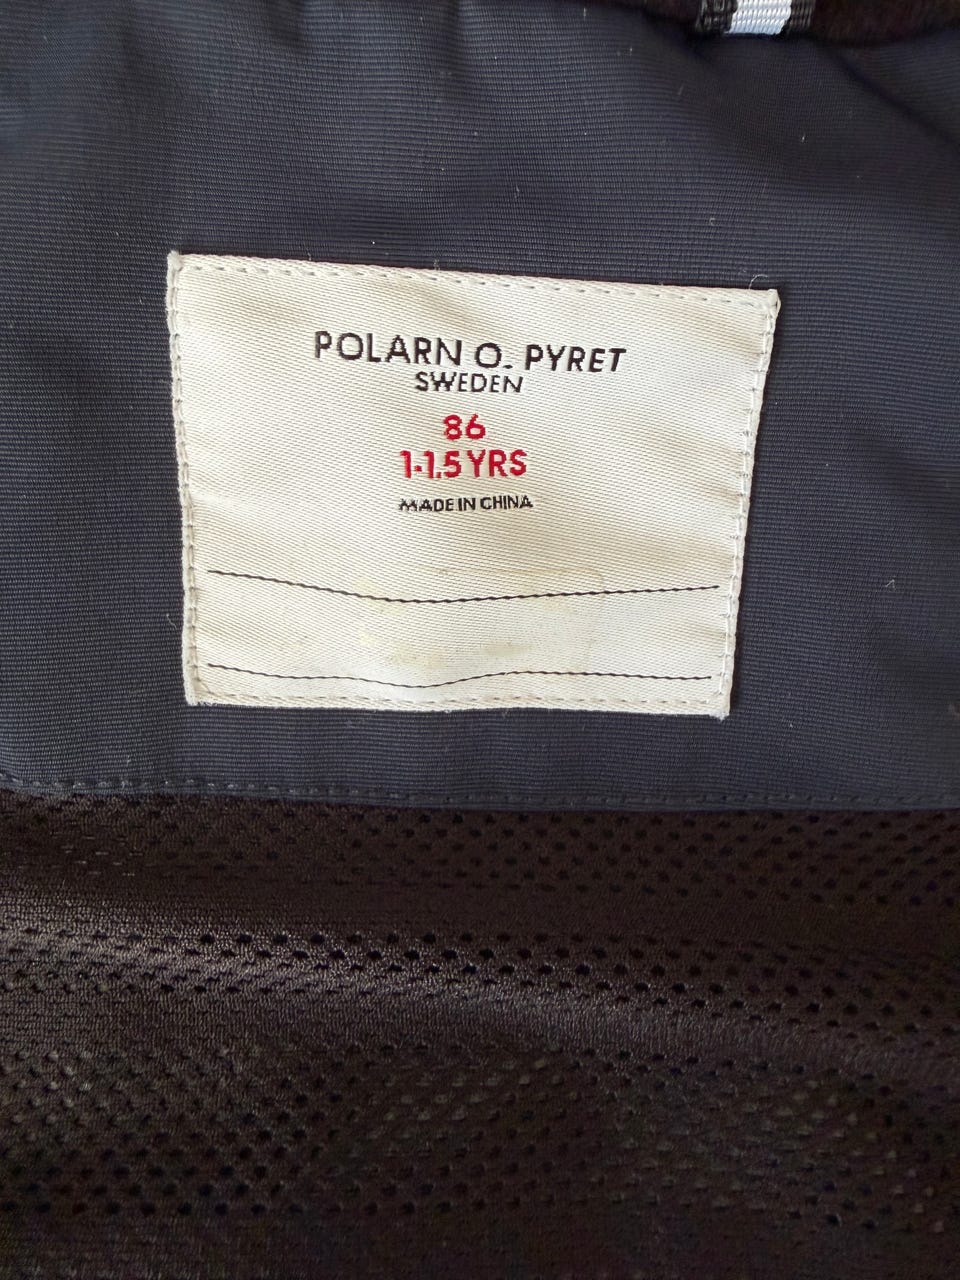 POLARN O. PYRET
SWEDEN
86
1-1.5 YRS
MADE IN CHINA